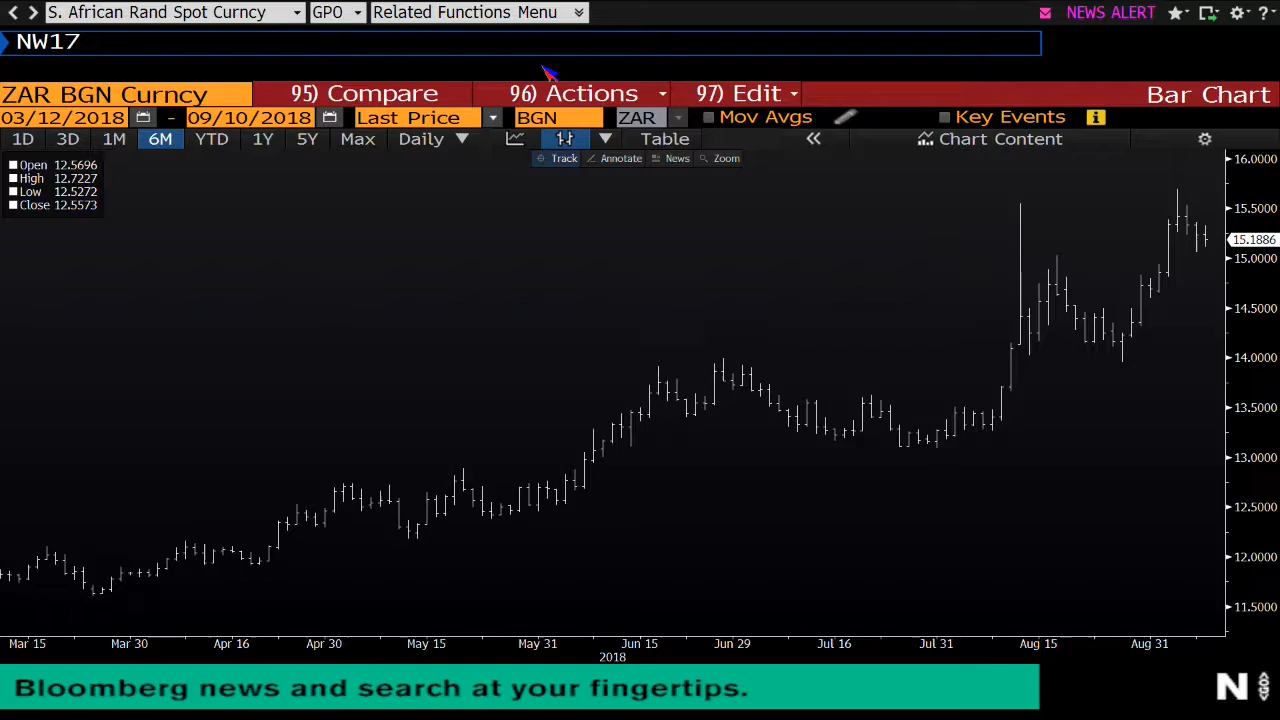 S. African Rand Spot Curncy GPO Related Functions Menu NEWS ALERT ?
NW17
ZAR BGN Curncy 95) Compare 96) Actions 97) Edit Bar Chart
03/12/2018 - 09/10/2018 Last Price BGN ZAR Mov Avgs Key Events i
1D 3D 1M 6M YTD 1Y 5Y Max Daily Table « Chart Content
Track Annotate News Zoom
Open 12.5696
High 12.7227
Low 12.5272
Close 12.5573
16.0000
15.5000
15.1886
15.0000
14.5000
14.0000
13.5000
13.0000
12.5000
12.0000
11.5000
Mar 15 Mar 30 Apr 16 Apr 30 May 15 May 31 Jun 15 Jun 29 Jul 16 Jul 31 Aug 15 Aug 31
2018
Bloomberg news and search at your fingertips.
N